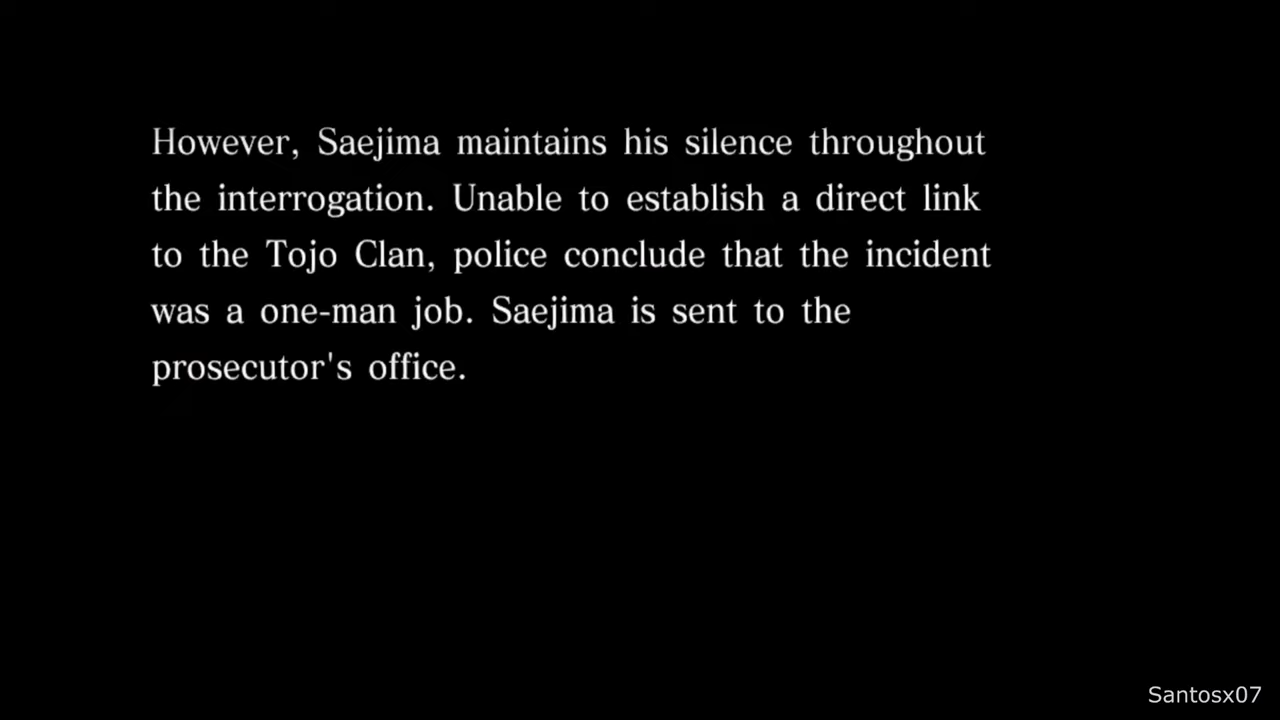 However, Saejima maintains his silence throughout
the interrogation. Unable to establish a direct link
to the Tojo Clan, police conclude that the incident
was a one-man job. Saejima is sent to the
prosecutor's office.
Santosx07